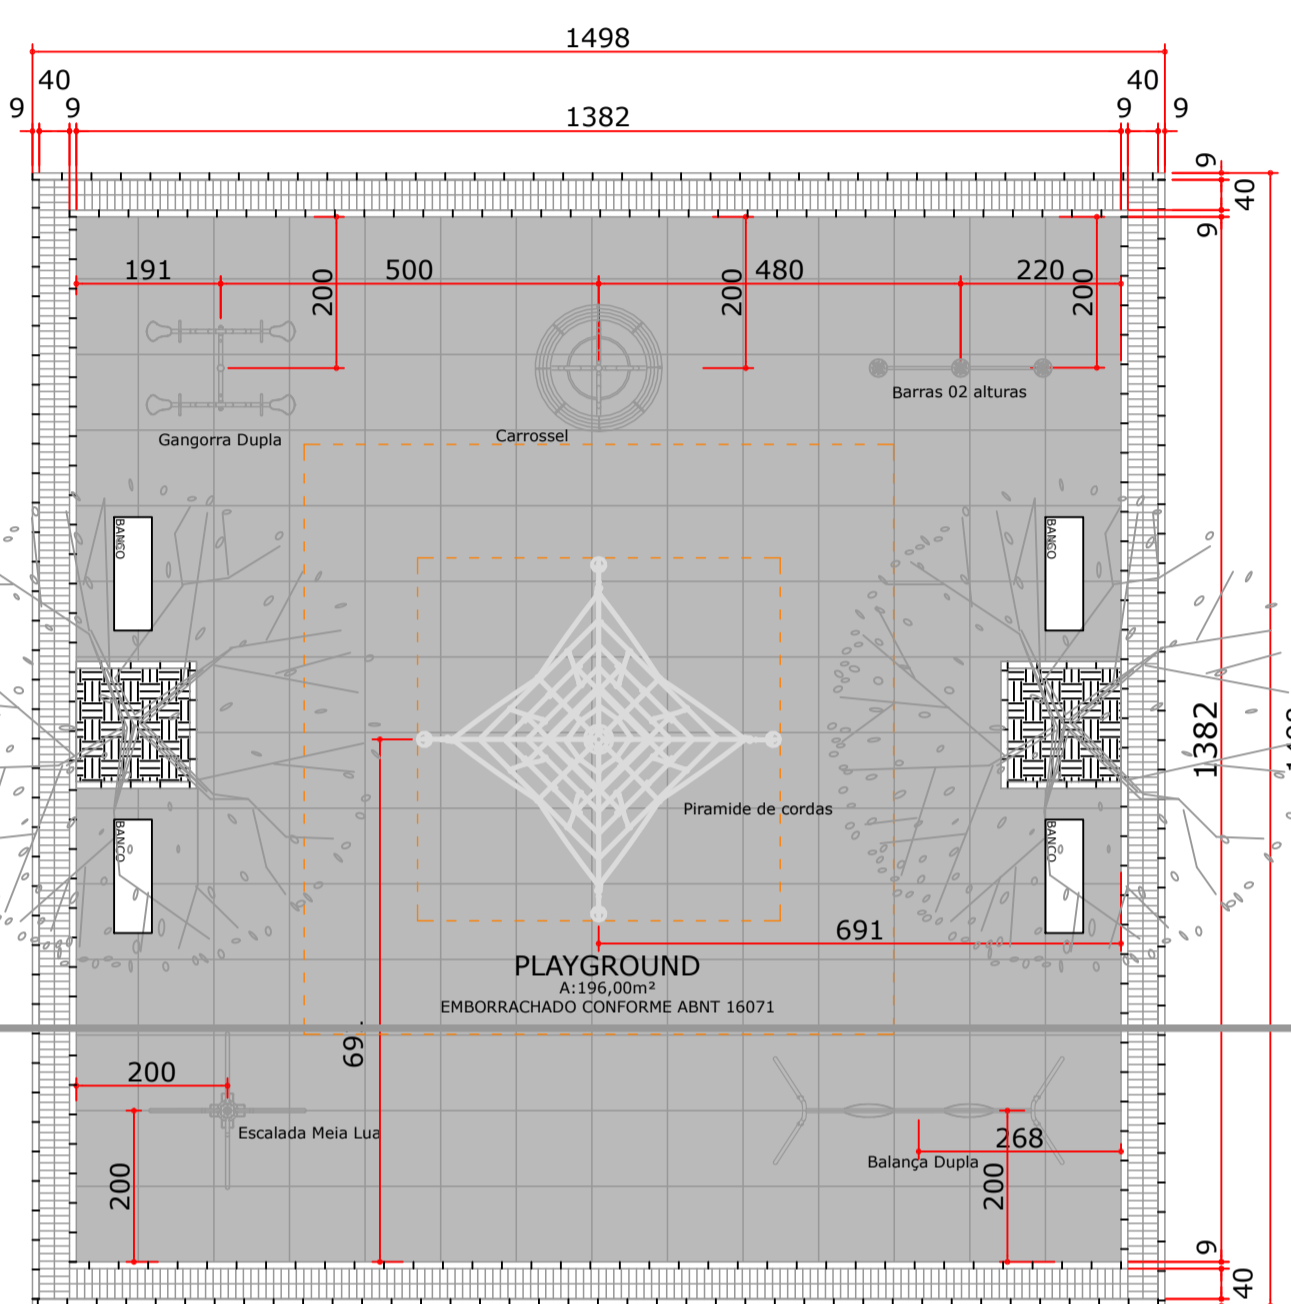 1498
40
40
9
9
1382
9
9
9
40
9
191
500
480
220
200
200
200
Barras 02 alturas
Carrossel
Gangorra Dupla
BANCO
BANCO
1382
Piramide de cordas
BANCO
BANCO
691
PLAYGROUND
A:196,00m²
EMBORRACHADO CONFORME ABNT 16071
69
200
Escalada Meia Lua
268
Balança Dupla
200
200
9
40